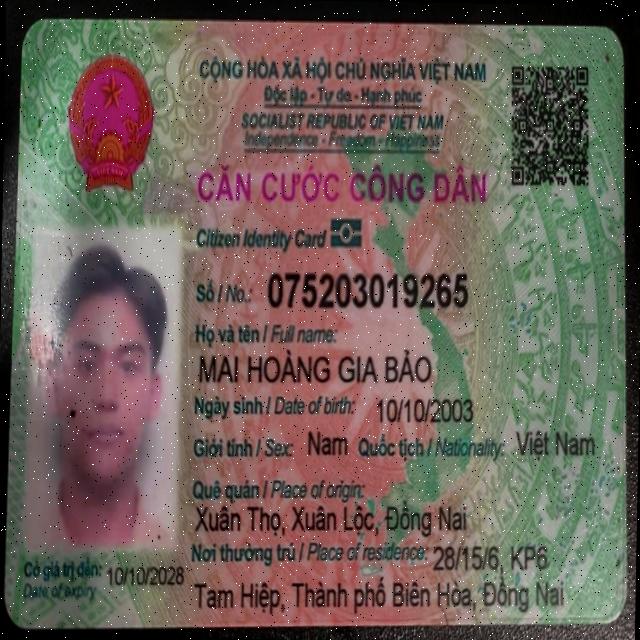 CỘNG HÒA XÃ HỘI CHỦ NGHĨA VIỆT NAM
Độc lập - Tự do - Hạnh phúc
SOCIALIST REPUBLIC OF VIET NAM
Independence - Freedom - Happiness
CĂN CƯỚC CÔNG DÂN
Citizen Identity Card
Số / No.: 075203019265
Họ và tên / Full name:
MAI HOÀNG GIA BẢO
Ngày sinh / Date of birth: 10/10/2003
Giới tính / Sex: Nam Quốc tịch / Nationality: Việt Nam
Quê quán / Place of origin:
Xuân Thọ, Xuân Lộc, Đồng Nai
Nơi thường trú / Place of residence: 28/15/6, KP6
Tam Hiệp, Thành phố Biên Hòa, Đồng Nai
Có giá trị đến: 10/10/2028
Date of expiry